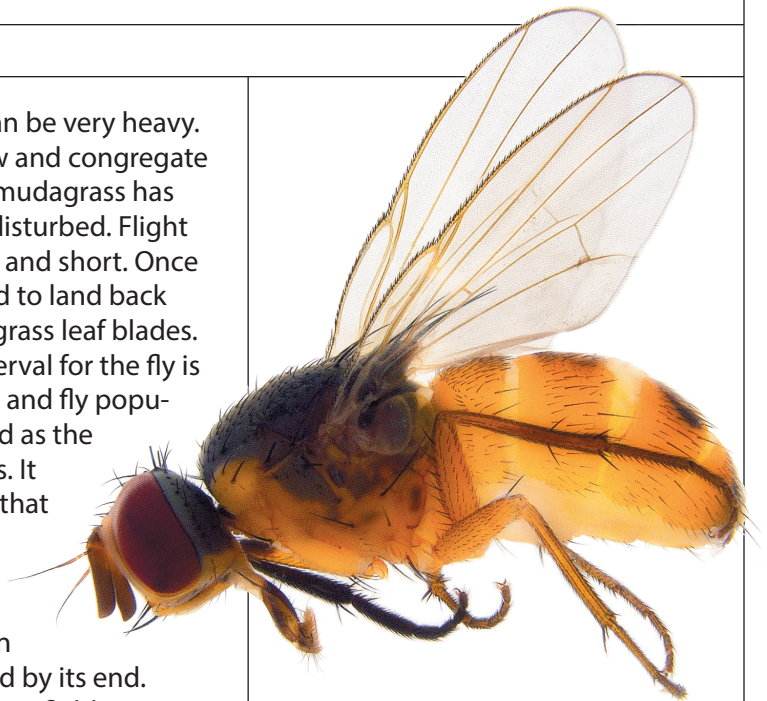 n be very heavy.
and congregate
mudagrass has
disturbed. Flight
and short. Once
d to land back
grass leaf blades.
erval for the fly is
and fly popu-
d as the
s. It
that
n
d by its end.